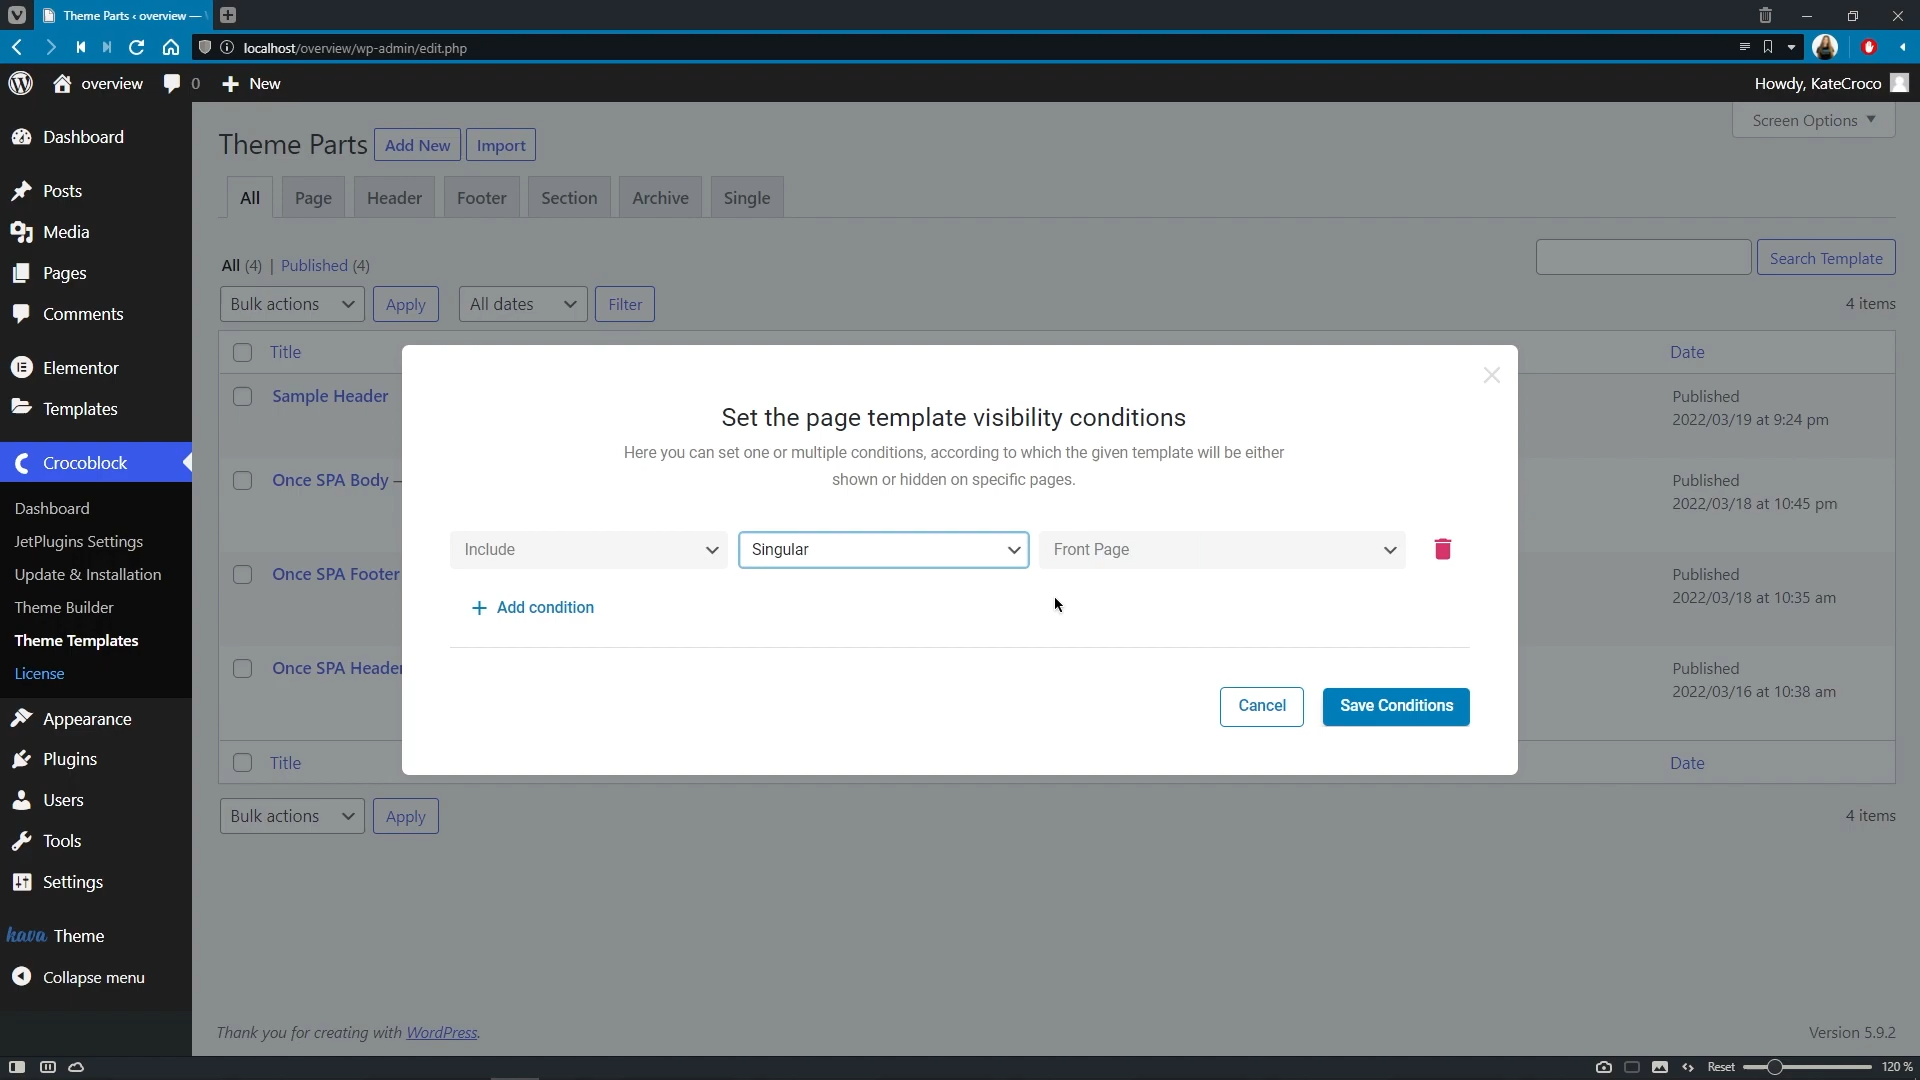 Theme Parts ‹ overview —
localhost/overview/wp-admin/edit.php
overview
0
New
Howdy, KateCroco
Screen Options
Dashboard
Posts
Media
Pages
Comments
Elementor
Templates
Crocoblock
Dashboard
JetPlugins Settings
Update & Installation
Theme Builder
Theme Templates
License
Appearance
Plugins
Users
Tools
Settings
hava Theme
Collapse menu
Theme Parts
Add New
Import
All
Page
Header
Footer
Section
Archive
Single
All (4) | Published (4)
Search Template
Bulk actions
Apply
All dates
Filter
4 items
Title
Date
Sample Header
Published
2022/03/19 at 9:24 pm
Once SPA Body —
Published
2022/03/18 at 10:45 pm
Once SPA Footer
Published
2022/03/18 at 10:35 am
Once SPA Header
Published
2022/03/16 at 10:38 am
Title
Date
Bulk actions
Apply
4 items
Set the page template visibility conditions
Here you can set one or multiple conditions, according to which the given template will be either
shown or hidden on specific pages.
Include
Singular
Front Page
Add condition
Cancel
Save Conditions
Thank you for creating with WordPress.
Version 5.9.2
Reset
120 %